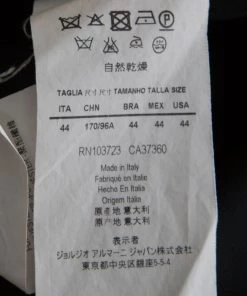 自然乾燥
TAGLIA 尺寸 尺寸 TAMANHO TALLA SIZE
ITA CHN BRA MEX USA
44 170/96A 44 44 44
RN103723 CA37360
Made in Italy
Fabriqué en Italie
Hecho En Italia
Origem Itália
原産地 意大利
原產地 意大利
表示者
ジョルジオ アルマーニ ジャパン株式会社
東京都中央区銀座5-5-4